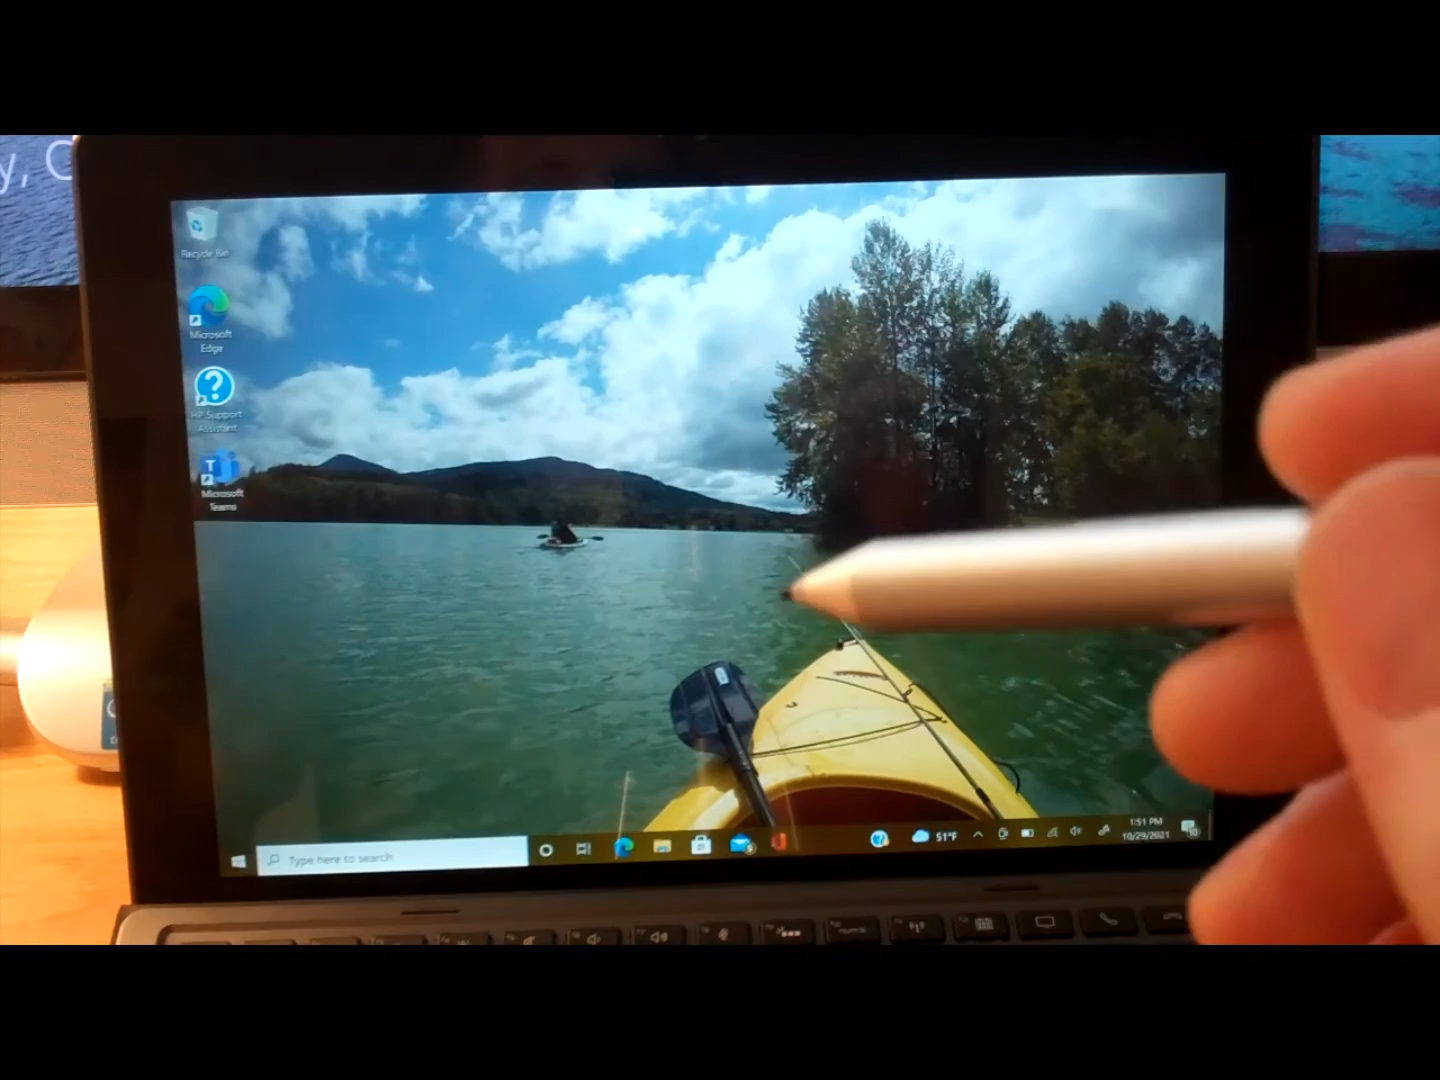 y, C
Recycle Bin
Microsoft
Edge
HP Support
Assistant
Microsoft
Teams
Type here to search
51°F
1:51 PM
10/29/2021